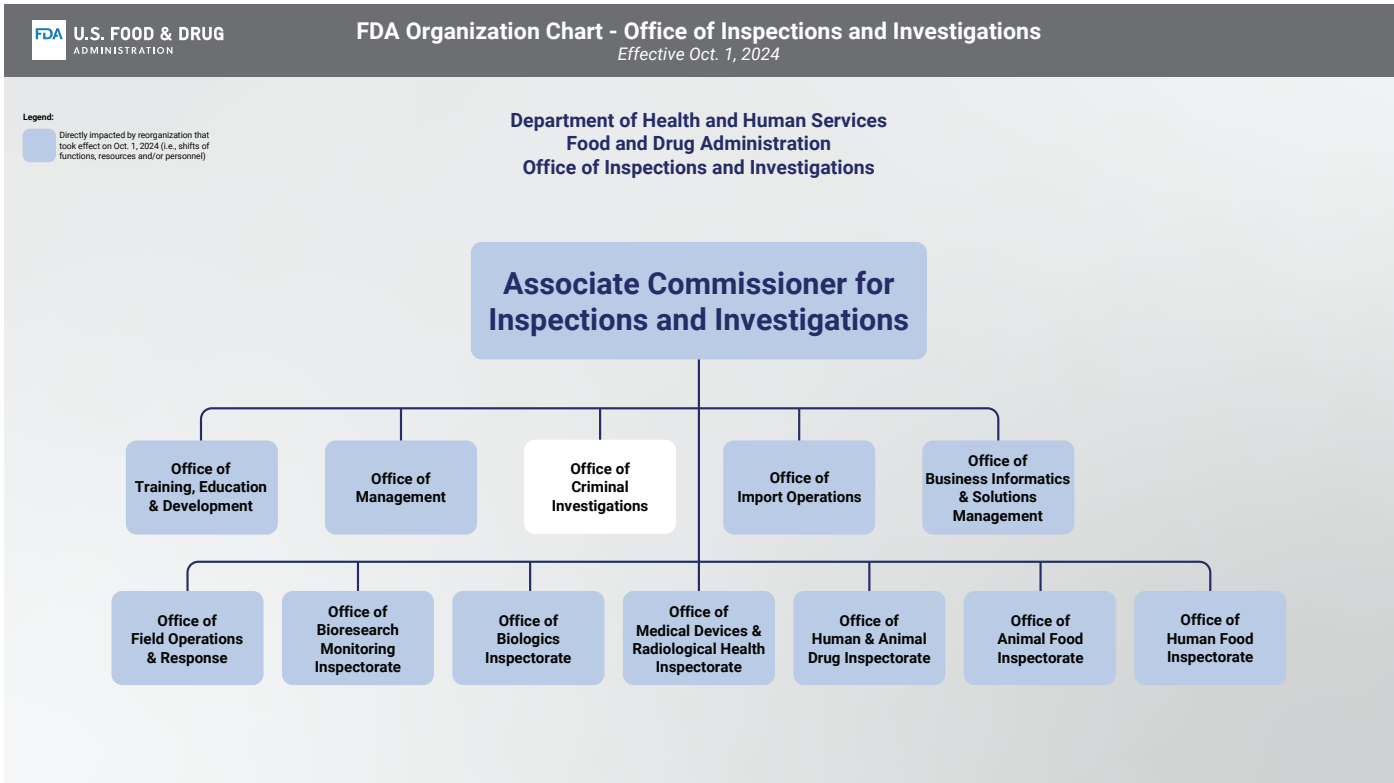 FDA U.S. FOOD & DRUG
ADMINISTRATION
FDA Organization Chart - Office of Inspections and Investigations
Effective Oct. 1, 2024
Legend:
Directly impacted by reorganization that
took effect on Oct. 1, 2024 (i.e., shifts of
functions, resources and/or personnel)
Department of Health and Human Services
Food and Drug Administration
Office of Inspections and Investigations
Associate Commissioner for
Inspections and Investigations
Office of
Training, Education
& Development
Office of
Management
Office of
Criminal
Investigations
Office of
Import Operations
Office of
Business Informatics
& Solutions
Management
Office of
Field Operations
& Response
Office of
Bioresearch
Monitoring
Inspectorate
Office of
Biologics
Inspectorate
Office of
Medical Devices &
Radiological Health
Inspectorate
Office of
Human & Animal
Drug Inspectorate
Office of
Animal Food
Inspectorate
Office of
Human Food
Inspectorate